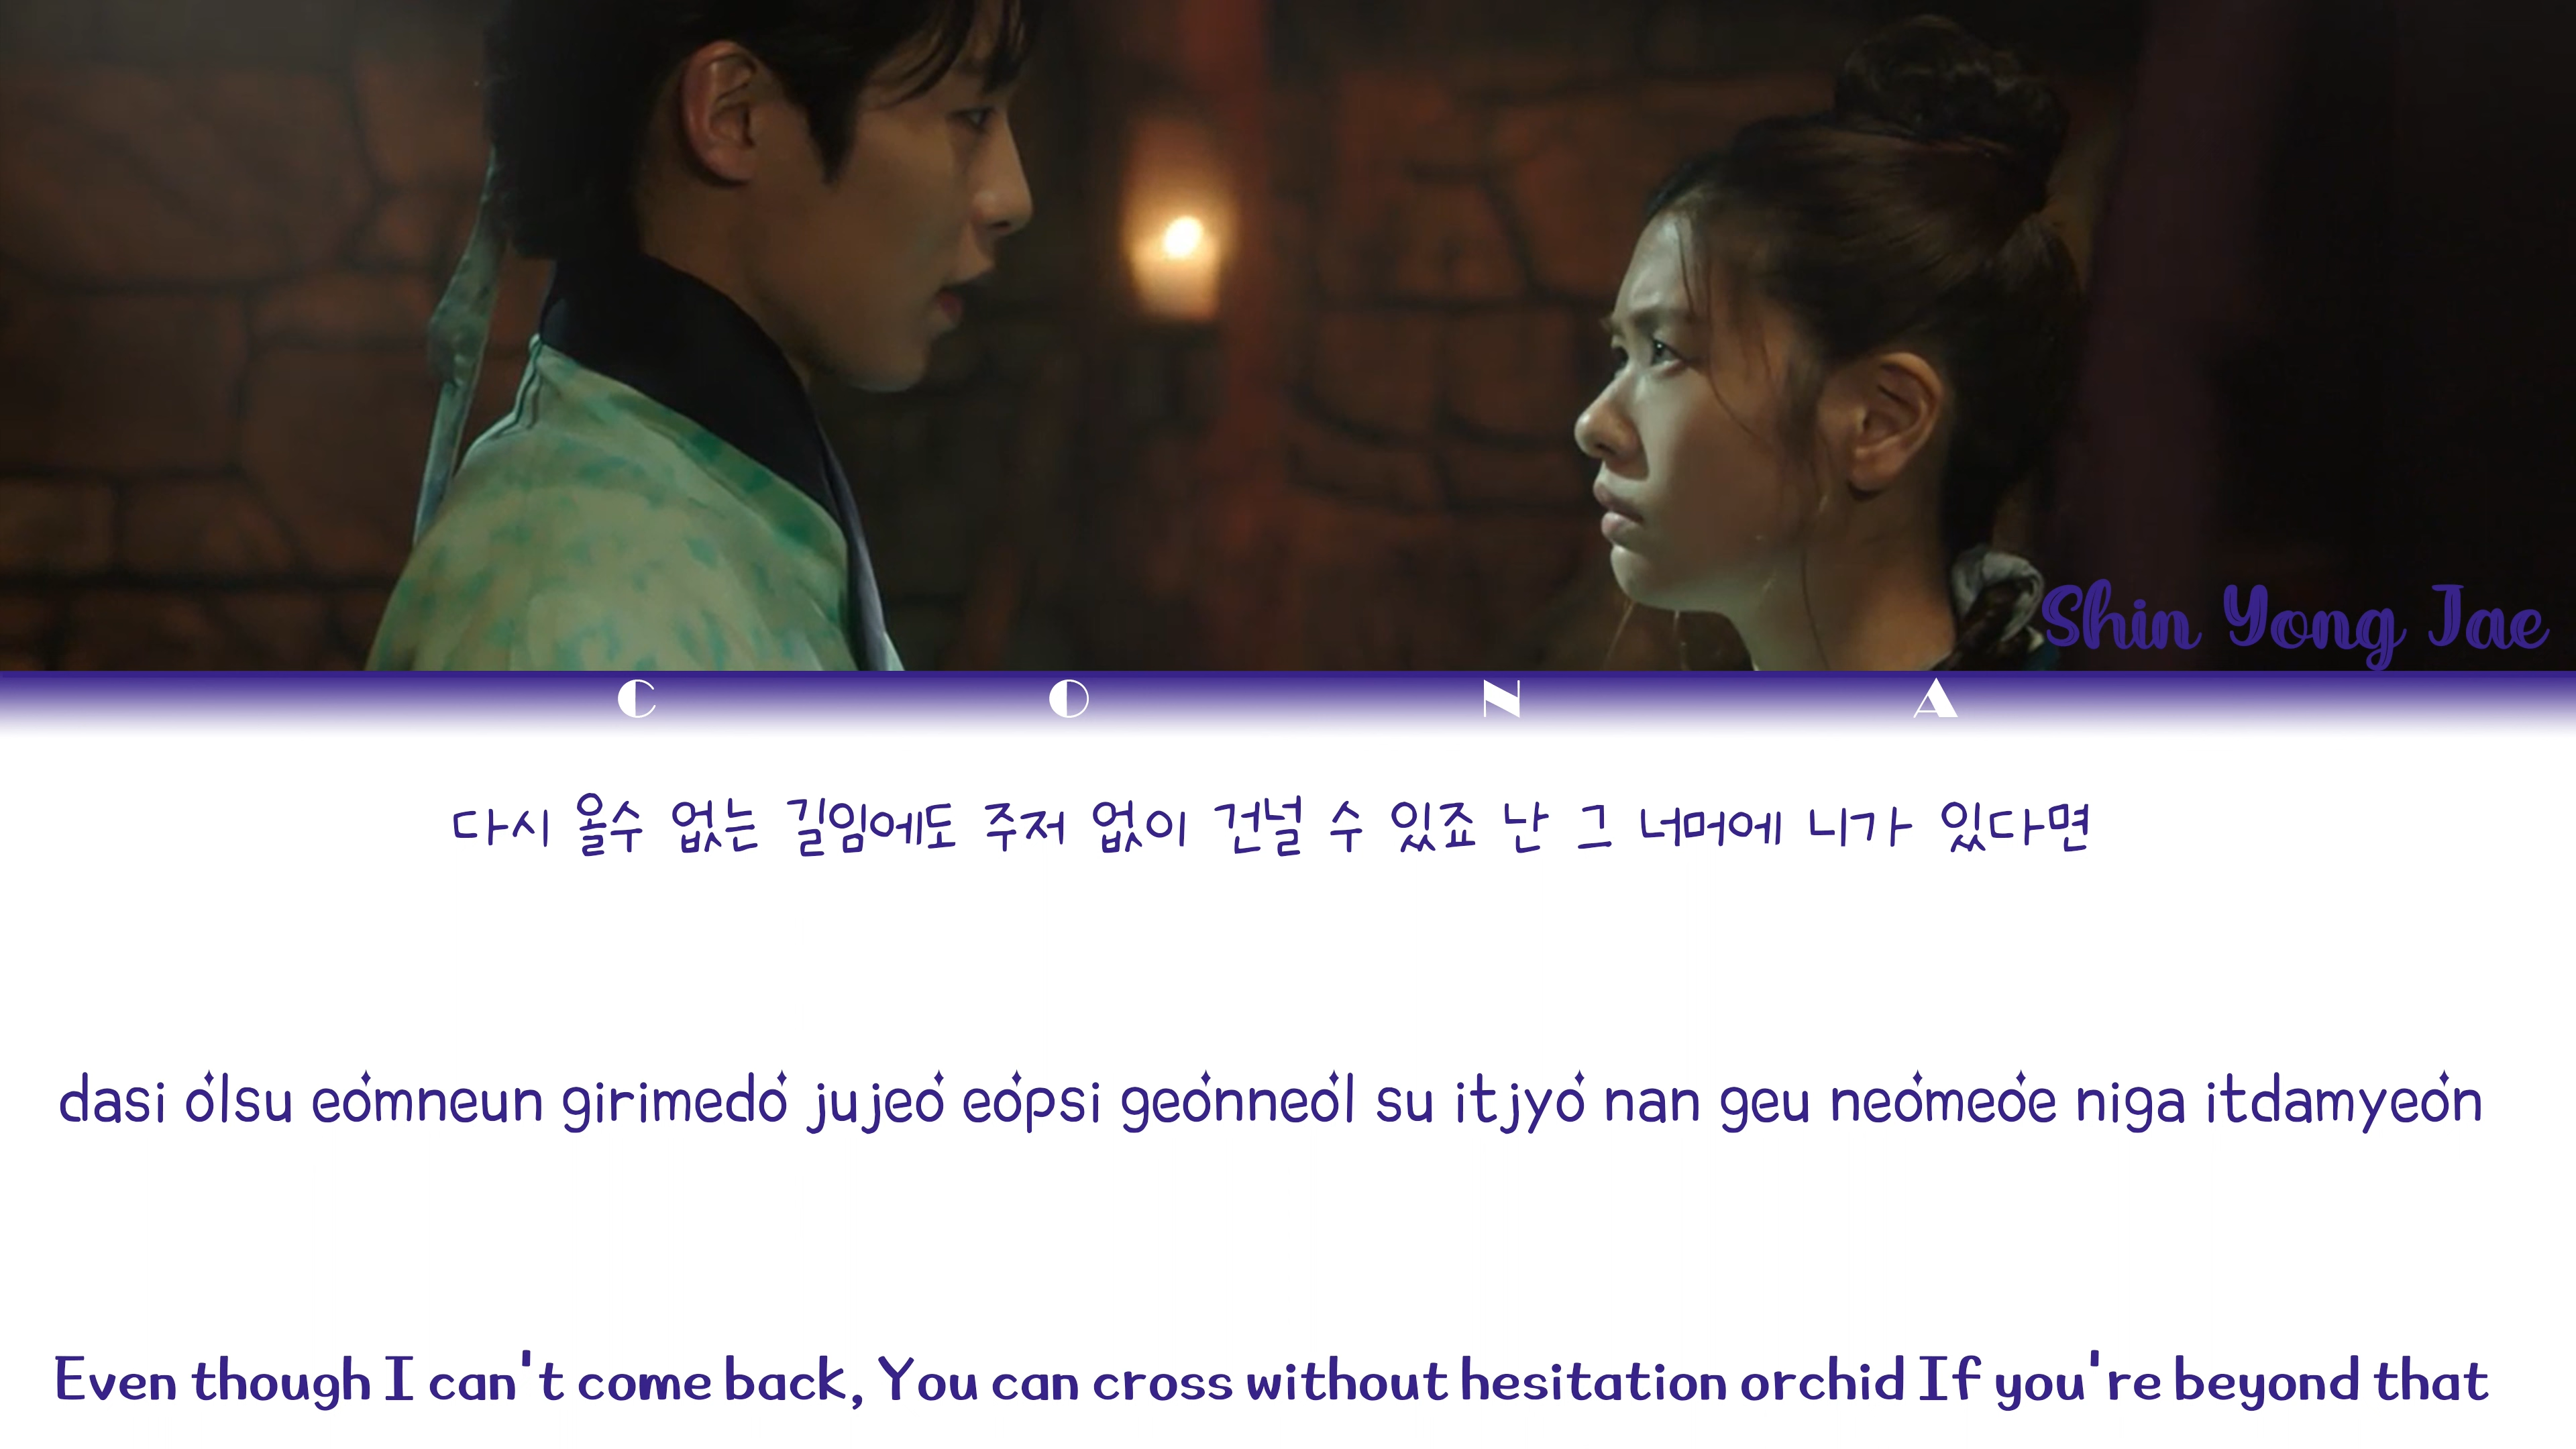 Shin Yong Jae
C O N A
다시 올수 없는 길임에도 주저 없이 건널 수 있죠 난 그 너머에 니가 있다면
dasi olsu eomneun girimedo jujeo eopsi geonneol su itjyo nan geu neomeoe niga itdamyeon
Even though I can't come back, You can cross without hesitation orchid If you're beyond that